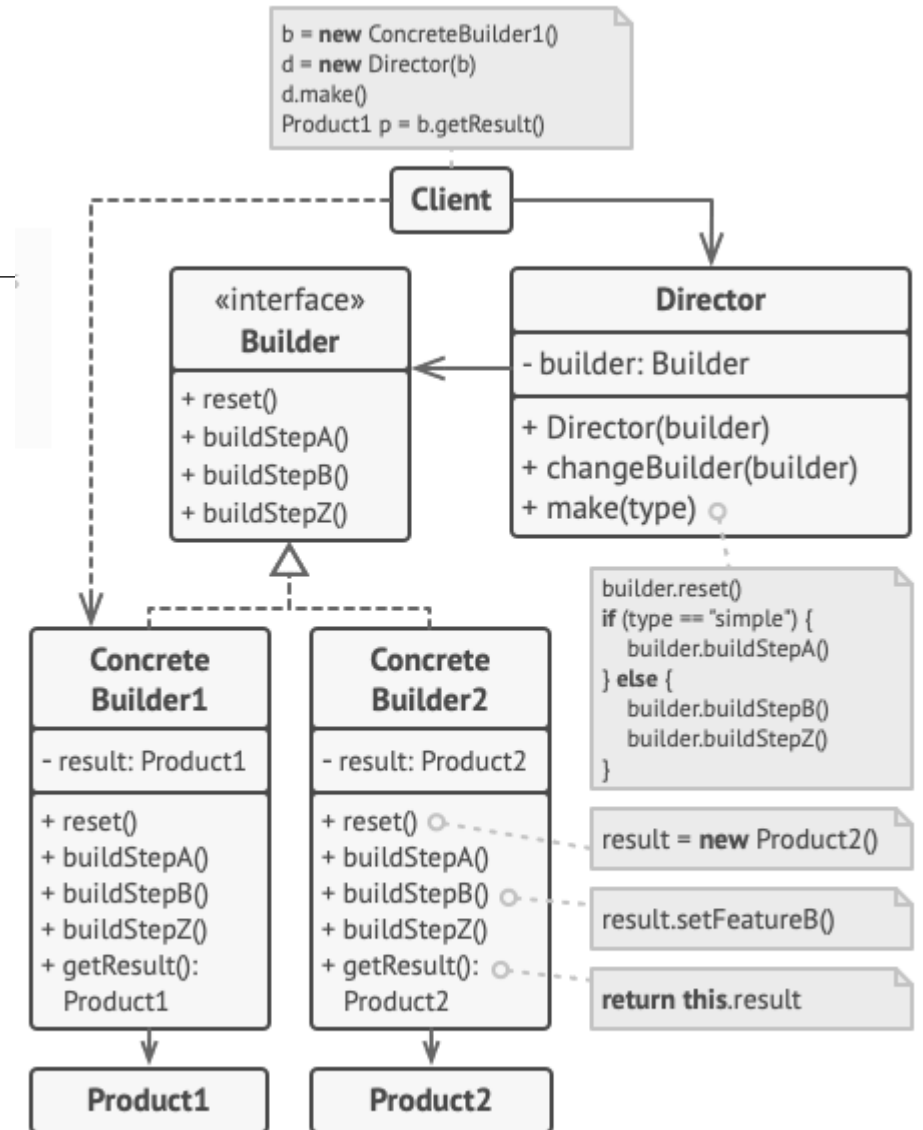 b = new ConcreteBuilder1()
d = new Director(b)
d.make()
Product1 p = b.getResult()
Client
«interface»
Builder
+ reset()
+ buildStepA()
+ buildStepB()
+ buildStepZ()
Director
- builder: Builder
+ Director(builder)
+ changeBuilder(builder)
+ make(type)
builder.reset()
if (type == "simple") {
builder.buildStepA()
} else {
builder.buildStepB()
builder.buildStepZ()
}
Concrete
Builder1
- result: Product1
+ reset()
+ buildStepA()
+ buildStepB()
+ buildStepZ()
+ getResult():
Product1
Concrete
Builder2
- result: Product2
+ reset()
+ buildStepA()
+ buildStepB()
+ buildStepZ()
+ getResult():
Product2
result = new Product2()
result.setFeatureB()
return this.result
Product1
Product2